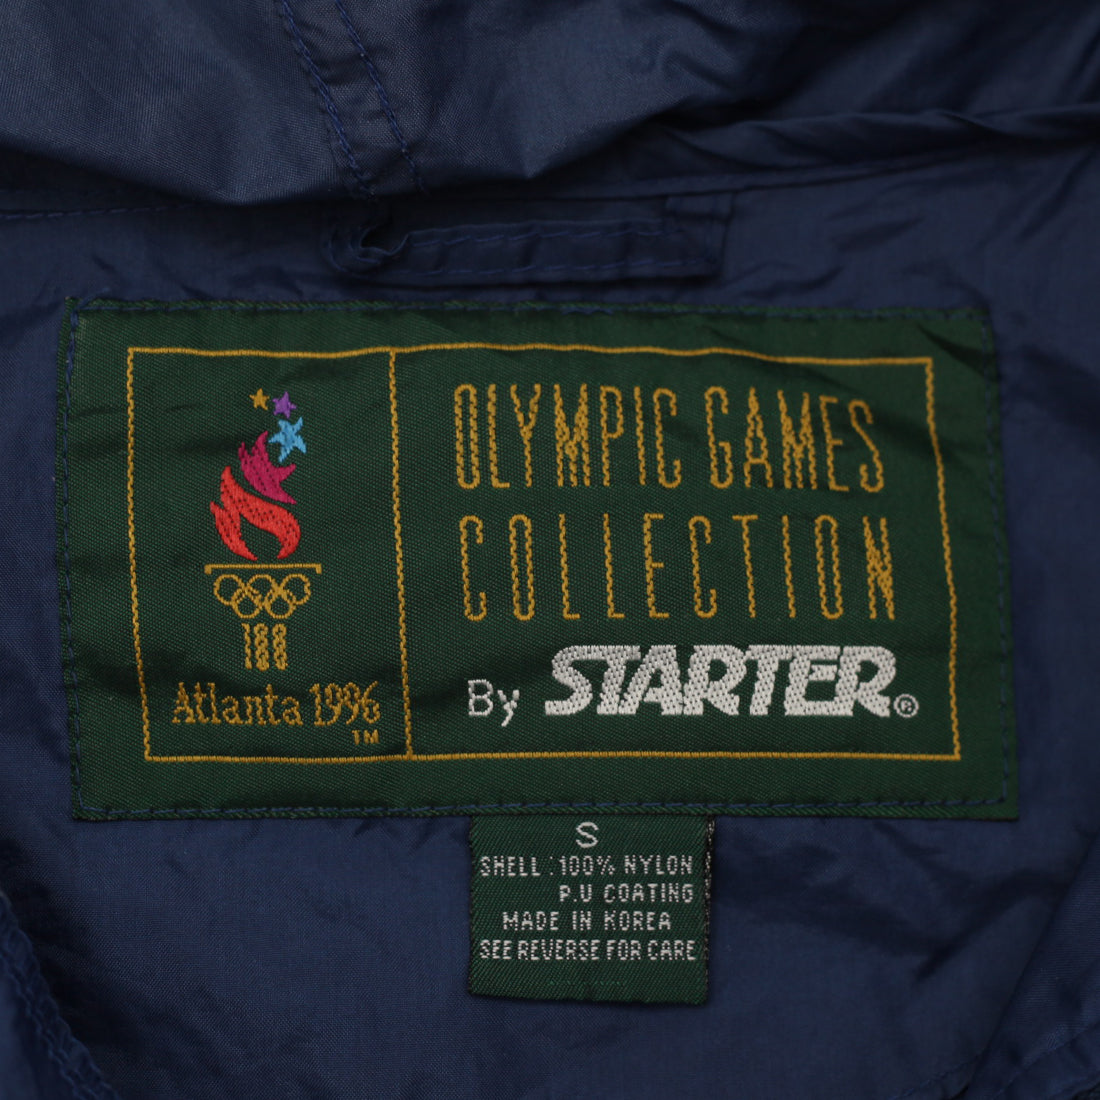 OLYMPIC GAMES
COLLECTION
By STARTER®
100
Atlanta 1996
TM
S
SHELL : 100% NYLON
P.U COATING
MADE IN KOREA
SEE REVERSE FOR CARE